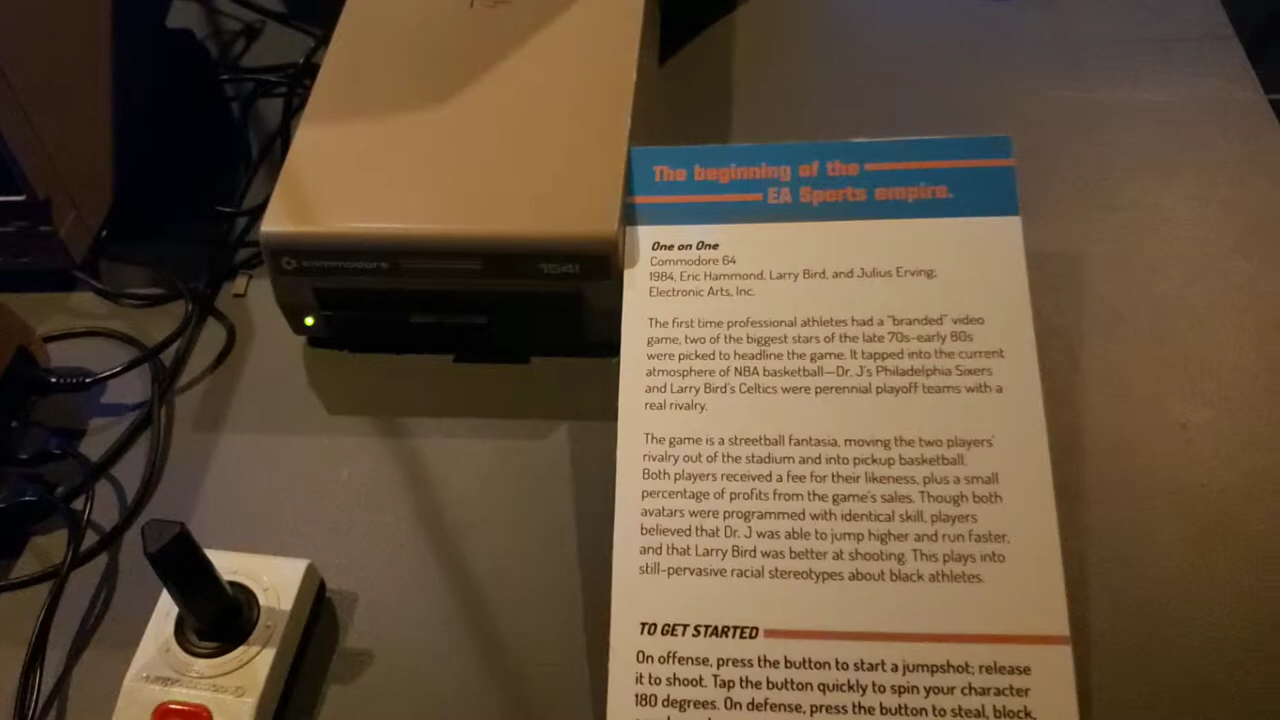 commodore
1541
The beginning of the
EA Sports empire.
One on One
Commodore 64
1984, Eric Hammond, Larry Bird, and Julius Erving;
Electronic Arts, Inc.
The first time professional athletes had a "branded" video
game, two of the biggest stars of the late 70s-early 80s
were picked to headline the game. It tapped into the current
atmosphere of NBA basketball—Dr. J's Philadelphia Sixers
and Larry Bird's Celtics were perennial playoff teams with a
real rivalry.
The game is a streetball fantasia, moving the two players'
rivalry out of the stadium and into pickup basketball.
Both players received a fee for their likeness, plus a small
percentage of profits from the game's sales. Though both
avatars were programmed with identical skill, players
believed that Dr. J was able to jump higher and run faster,
and that Larry Bird was better at shooting. This plays into
still-pervasive racial stereotypes about black athletes.
TO GET STARTED
On offense, press the button to start a jumpshot; release
it to shoot. Tap the button quickly to spin your character
180 degrees. On defense, press the button to steal, block,